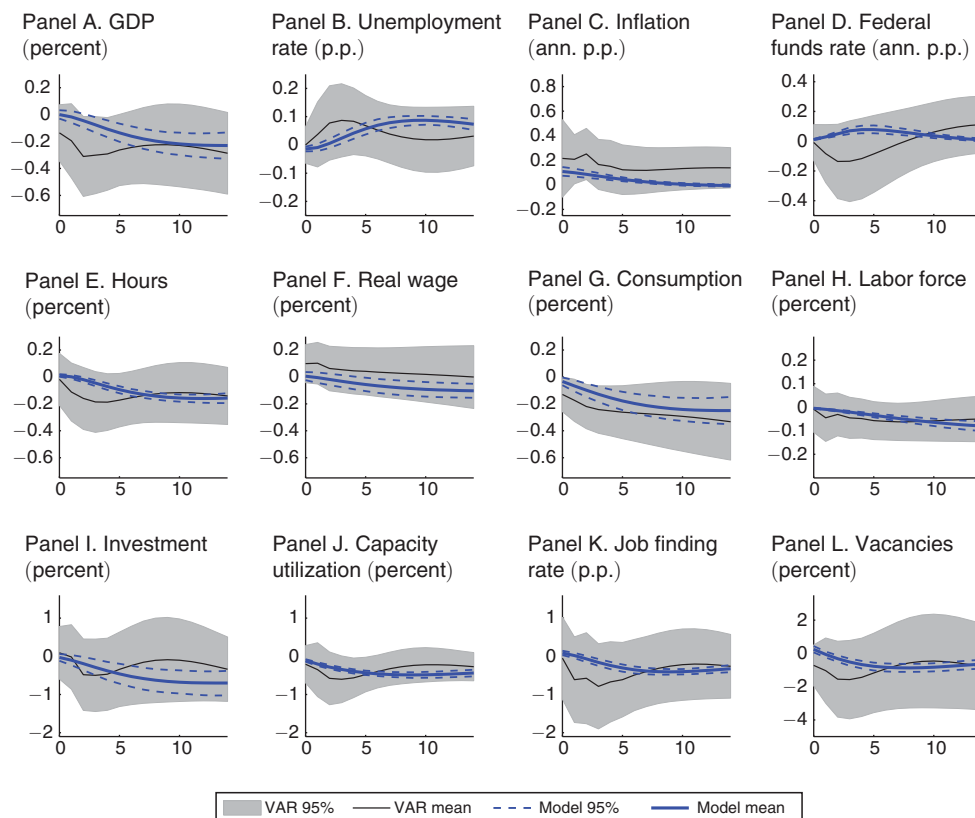 Panel A. GDP
(percent)
Panel B. Unemployment
rate (p.p.)
Panel C. Inflation
(ann. p.p.)
Panel D. Federal
funds rate (ann. p.p.)
0.2
0
−0.2
−0.4
−0.6
0 5 10
0.2
0.1
0
−0.1
−0.2
0 5 10
0.6
0.4
0.2
0
−0.2
0 5 10
0.4
0.2
0
−0.2
−0.4
0 5 10
Panel E. Hours
(percent)
Panel F. Real wage
(percent)
Panel G. Consumption
(percent)
Panel H. Labor force
(percent)
0.2
0
−0.2
−0.4
−0.6
0 5 10
0.2
0
−0.2
−0.4
−0.6
0 5 10
0.2
0
−0.2
−0.4
−0.6
0 5 10
0.2
0.1
0
−0.1
−0.2
0 5 10
Panel I. Investment
(percent)
Panel J. Capacity
utilization (percent)
Panel K. Job finding
rate (p.p.)
Panel L. Vacancies
(percent)
1
0
−1
−2
0 5 10
1
0
−1
−2
0 5 10
1
0
−1
−2
0 5 10
2
0
−2
−4
0 5 10
VAR 95% VAR mean Model 95% Model mean